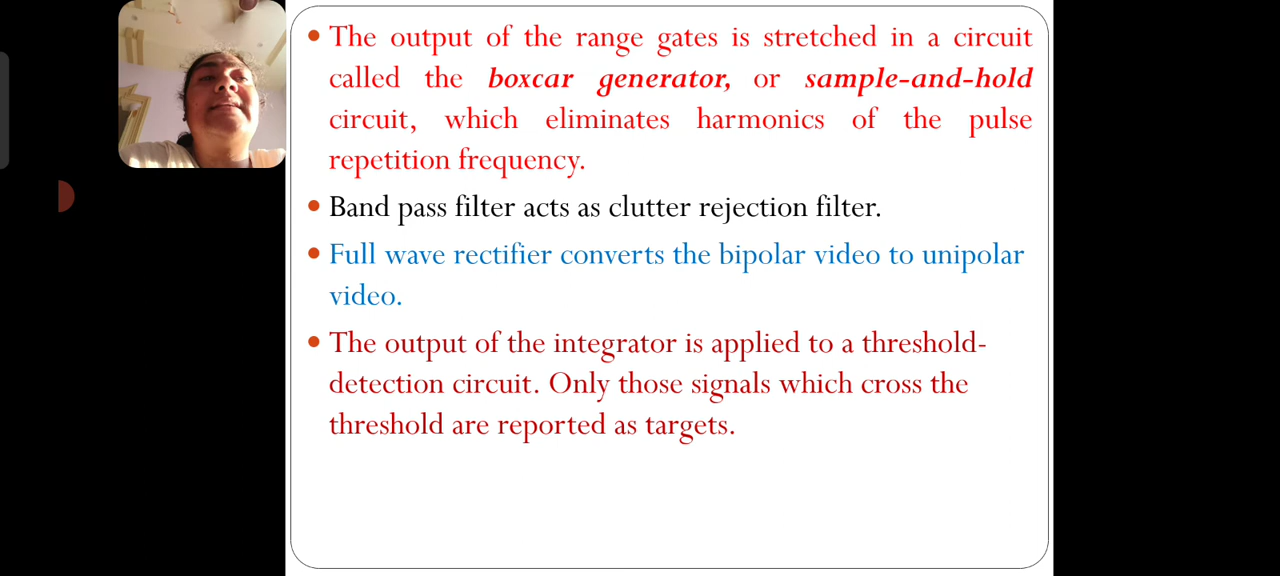 The output of the range gates is stretched in a circuit
called the boxcar generator, or sample-and-hold
circuit, which eliminates harmonics of the pulse
repetition frequency.
Band pass filter acts as clutter rejection filter.
Full wave rectifier converts the bipolar video to unipolar
video.
The output of the integrator is applied to a threshold-
detection circuit. Only those signals which cross the
threshold are reported as targets.